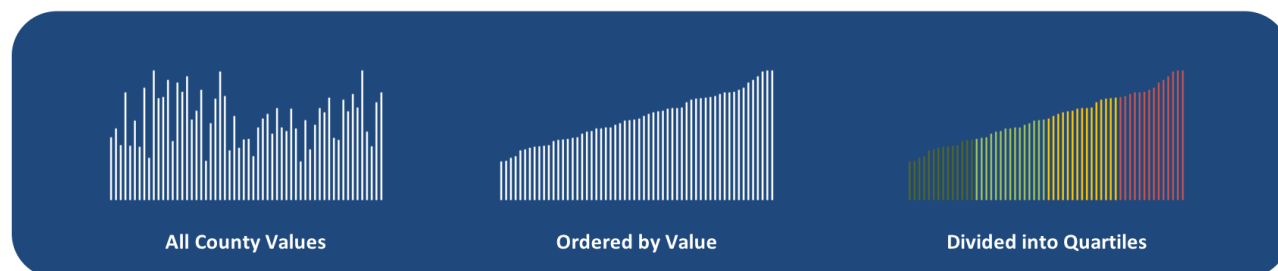 All County Values
Ordered by Value
Divided into Quartiles